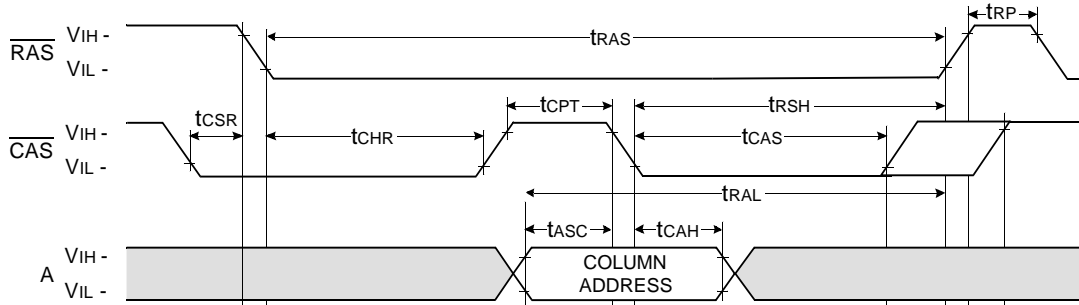 tRP
RAS VIH -
VIL -
tRAS
tCSR
tCPT
tRSH
CAS VIH -
VIL -
tCHR
tCAS
tRAL
tASC
tCAH
A VIH -
VIL -
COLUMN
ADDRESS